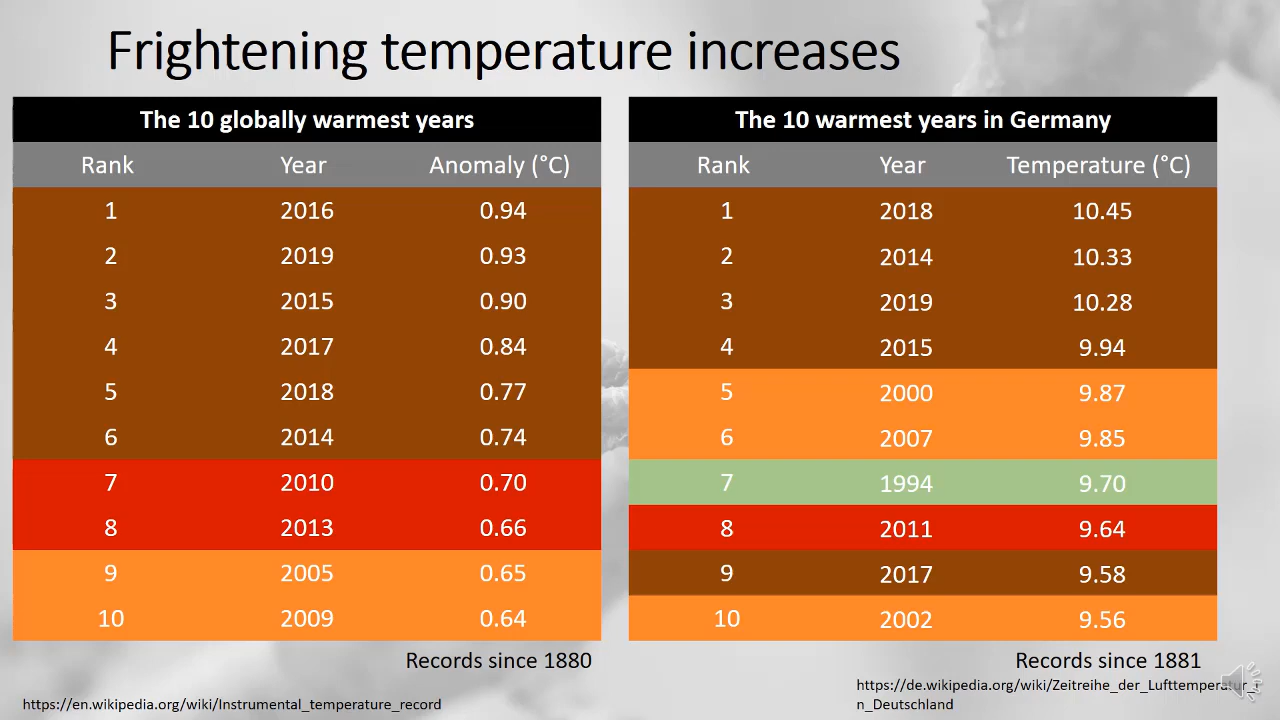 Frightening temperature increases
The 10 globally warmest years
Rank Year Anomaly (°C)
1 2016 0.94
2 2019 0.93
3 2015 0.90
4 2017 0.84
5 2018 0.77
6 2014 0.74
7 2010 0.70
8 2013 0.66
9 2005 0.65
10 2009 0.64
Records since 1880
https://en.wikipedia.org/wiki/Instrumental_temperature_record
The 10 warmest years in Germany
Rank Year Temperature (°C)
1 2018 10.45
2 2014 10.33
3 2019 10.28
4 2015 9.94
5 2000 9.87
6 2007 9.85
7 1994 9.70
8 2011 9.64
9 2017 9.58
10 2002 9.56
Records since 1881
https://de.wikipedia.org/wiki/Zeitreihe_der_Lufttemperatur_i
n_Deutschland